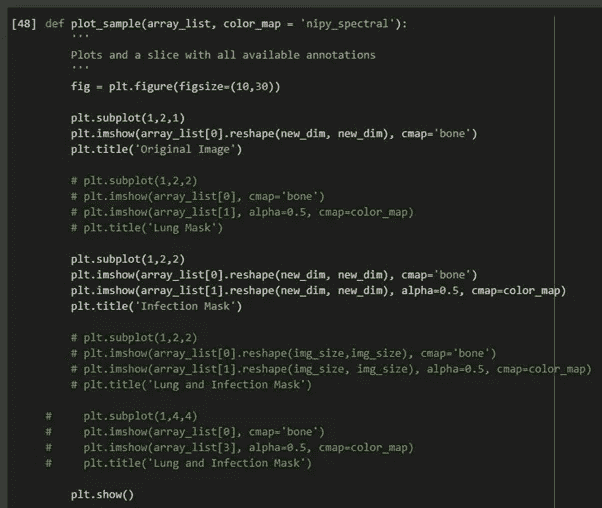 [48] def plot_sample(array_list, color_map = 'nipy_spectral'):
'''
Plots and a slice with all available annotations
'''
fig = plt.figure(figsize=(10,30))
plt.subplot(1,2,1)
plt.imshow(array_list[0].reshape(new_dim, new_dim), cmap='bone')
plt.title('Original Image')
# plt.subplot(1,2,2)
# plt.imshow(array_list[0], cmap='bone')
# plt.imshow(array_list[1], alpha=0.5, cmap=color_map)
# plt.title('Lung Mask')
plt.subplot(1,2,2)
plt.imshow(array_list[0].reshape(new_dim, new_dim), cmap='bone')
plt.imshow(array_list[1].reshape(new_dim, new_dim), alpha=0.5, cmap=color_map)
plt.title('Infection Mask')
# plt.subplot(1,2,2)
# plt.imshow(array_list[0].reshape(img_size,img_size), cmap='bone')
# plt.imshow(array_list[1].reshape(img_size, img_size), alpha=0.5, cmap=color_map)
# plt.title('Lung and Infection Mask')
# plt.subplot(1,4,4)
# plt.imshow(array_list[0], cmap='bone')
# plt.imshow(array_list[3], alpha=0.5, cmap=color_map)
# plt.title('Lung and Infection Mask')
plt.show()